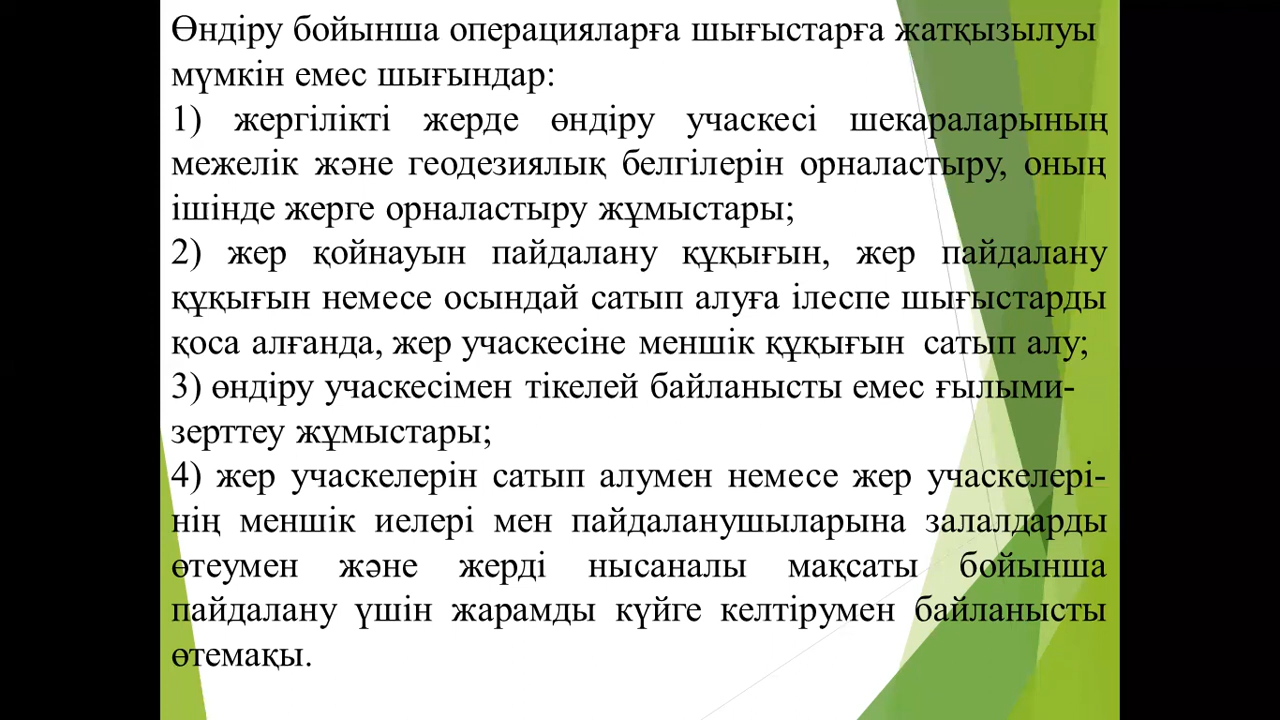 Өндіру бойынша операцияларға шығыстарға жатқызылуы
мүмкін емес шығындар:
1) жергілікті жерде өндіру учаскесі шекараларының
межелік және геодезиялық белгілерін орналастыру, оның
ішінде жерге орналастыру жұмыстары;
2) жер қойнауын пайдалану құқығын, жер пайдалану
құқығын немесе осындай сатып алуға ілеспе шығыстарды
қоса алғанда, жер учаскесіне меншік құқығын сатып алу;
3) өндіру учаскесімен тікелей байланысты емес ғылыми-
зерттеу жұмыстары;
4) жер учаскелерін сатып алумен немесе жер учаскелері-
нің меншік иелері мен пайдаланушыларына залалдарды
өтеумен және жерді нысаналы мақсаты бойынша
пайдалану үшін жарамды күйге келтірумен байланысты
өтемақы.